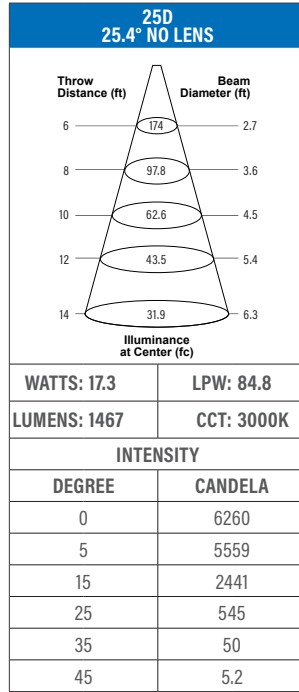 25D
25.4° NO LENS
Throw Beam
Distance (ft) Diameter (ft)
6 174 2.7
8 97.8 3.6
10 62.6 4.5
12 43.5 5.4
14 31.9 6.3
Illuminance
at Center (fc)
WATTS: 17.3 LPW: 84.8
LUMENS: 1467 CCT: 3000K
INTENSITY
DEGREE CANDELA
0 6260
5 5559
15 2441
25 545
35 50
45 5.2